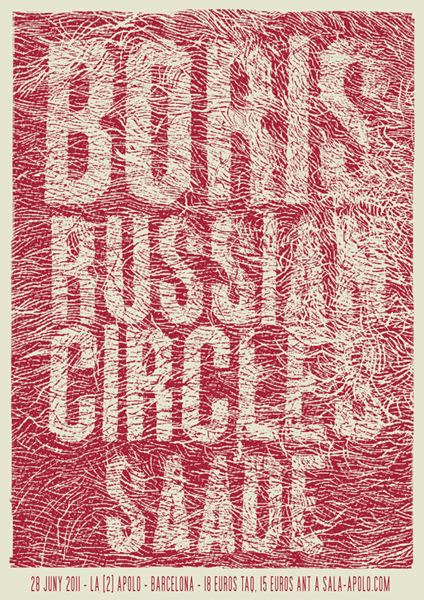 BORIS
RUSSIAN
CIRCLES
SAADE
28 JUNY 2011 - LA [2] APOLO - BARCELONA - 18 EUROS TAQ, 15 EUROS ANT A SALA-APOLO.COM